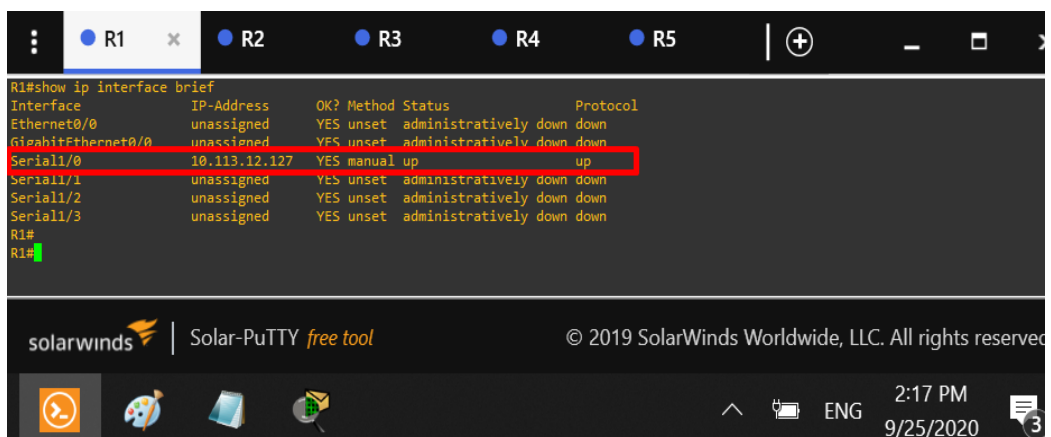 R1 R2 R3 R4 R5
R1#show ip interface brief
Interface IP-Address OK? Method Status Protocol
Ethernet0/0 unassigned YES unset administratively down down
GigabitEthernet0/0 unassigned YES unset administratively down down
Serial1/0 10.113.12.127 YES manual up up
Serial1/1 unassigned YES unset administratively down down
Serial1/2 unassigned YES unset administratively down down
Serial1/3 unassigned YES unset administratively down down
R1#
R1#
solarwinds Solar-PuTTY free tool © 2019 SolarWinds Worldwide, LLC. All rights reserved
ENG 2:17 PM
9/25/2020 3